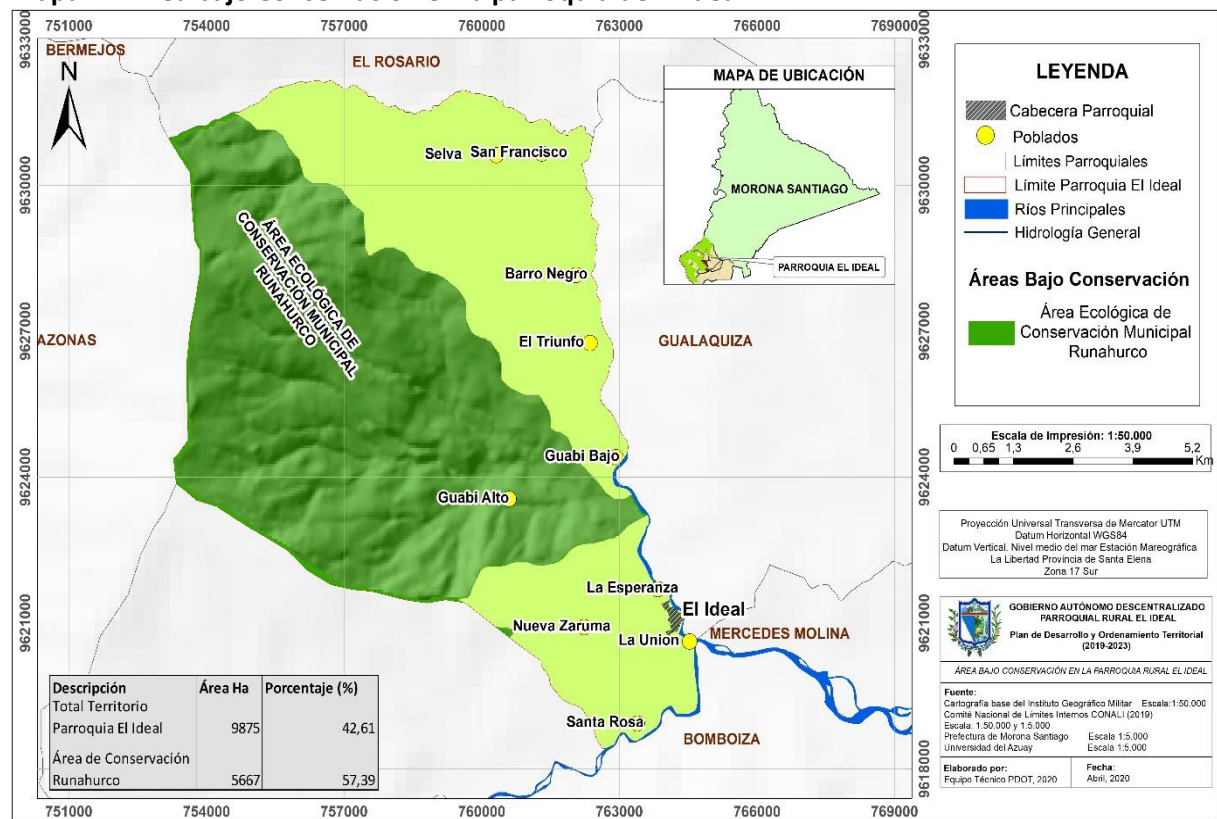 751000
754000
757000
760000
763000
766000
769000
9633000
9630000
9627000
9624000
9621000
9618000
9633000
9630000
9627000
9624000
9621000
9618000
BERMEJOS
EL ROSARIO
N
Selva
San Francisco
ÁREA ECOLÓGICA DE
CONSERVACIÓN MUNICIPAL
RUNAHURCO
Barro Negro
AZONAS
El Triunfo
GUALAQUIZA
Guabi Bajo
Guabi Alto
La Esperanza
El Ideal
Nueva Zaruma
La Union
MERCEDES MOLINA
Santa Rosa
BOMBOIZA
MAPA DE UBICACIÓN
MORONA SANTIAGO
PARROQUIA EL IDEAL
Descripción Área Ha Porcentaje (%)
Total Territorio
Parroquia El Ideal 9875 42,61
Área de Conservación
Runahurco 5667 57,39
751000
754000
757000
760000
763000
766000
769000
LEYENDA
Cabecera Parroquial
Poblados
Límites Parroquiales
Límite Parroquia El Ideal
Ríos Principales
Hidrología General
Áreas Bajo Conservación
Área Ecológica de
Conservación Municipal
Runahurco
Escala de Impresión: 1:50.000
0 0,65 1,3 2,6 3,9 5,2
Km
Proyección Universal Transversa de Mercator UTM
Datum Horizontal WGS84
Datum Vertical. Nivel medio del mar Estación Mareográfica
La Libertad Provincia de Santa Elena
Zona 17 Sur
GOBIERNO AUTÓNOMO DESCENTRALIZADO
PARROQUIAL RURAL EL IDEAL
Plan de Desarrollo y Ordenamiento Territorial
(2019-2023)
ÁREA BAJO CONSERVACIÓN EN LA PARROQUIA RURAL EL IDEAL
Fuente:
Cartografía base del Instituto Geográfico Militar Escala:1:50.000
Comité Nacional de Límites Internos CONALI (2019)
Escala. 1:50.000 y 1:5.000
Prefectura de Morona Santiago Escala 1:5.000
Universidad del Azuay Escala 1:5.000
Elaborado por:
Equipo Técnico PDOT, 2020
Fecha:
Abril, 2020